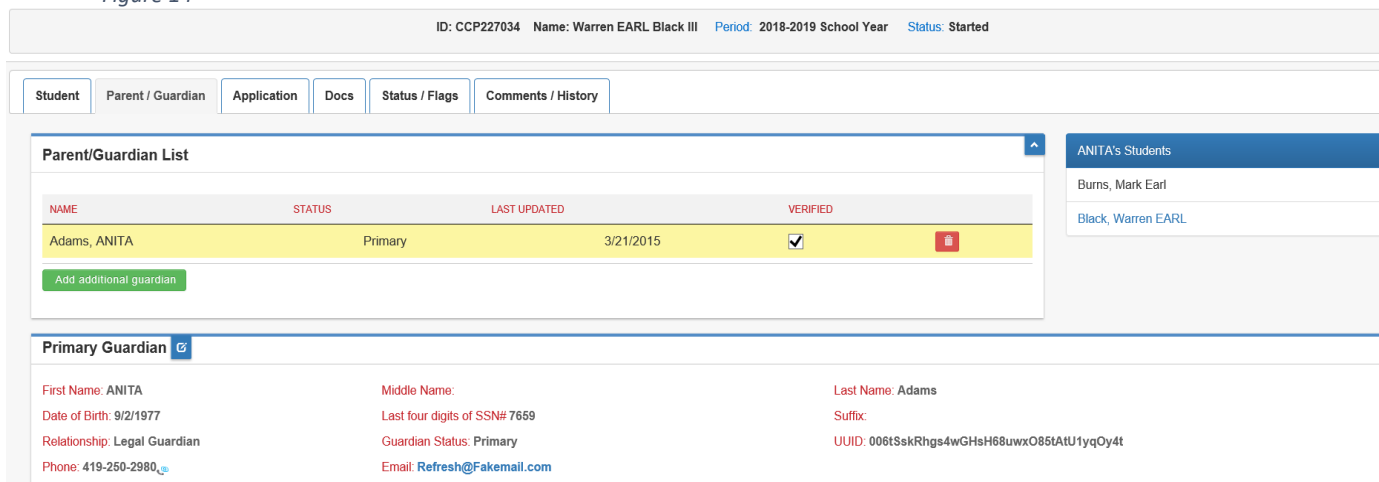 Figure 14
ID: CCP227034 Name: Warren EARL Black III Period: 2018-2019 School Year Status: Started
Student Parent / Guardian Application Docs Status / Flags Comments / History
Parent/Guardian List
ANITA's Students
Burns, Mark Earl
Black, Warren EARL
NAME STATUS LAST UPDATED VERIFIED
Adams, ANITA Primary 3/21/2015
Add additional guardian
Primary Guardian
First Name: ANITA Middle Name: Last Name: Adams
Date of Birth: 9/2/1977 Last four digits of SSN# 7659 Suffix:
Relationship: Legal Guardian Guardian Status: Primary UUID: 006tSskRhgs4wGHsH68uwxO85tAtU1yqOy4t
Phone: 419-250-2980 Email: Refresh@Fakemail.com